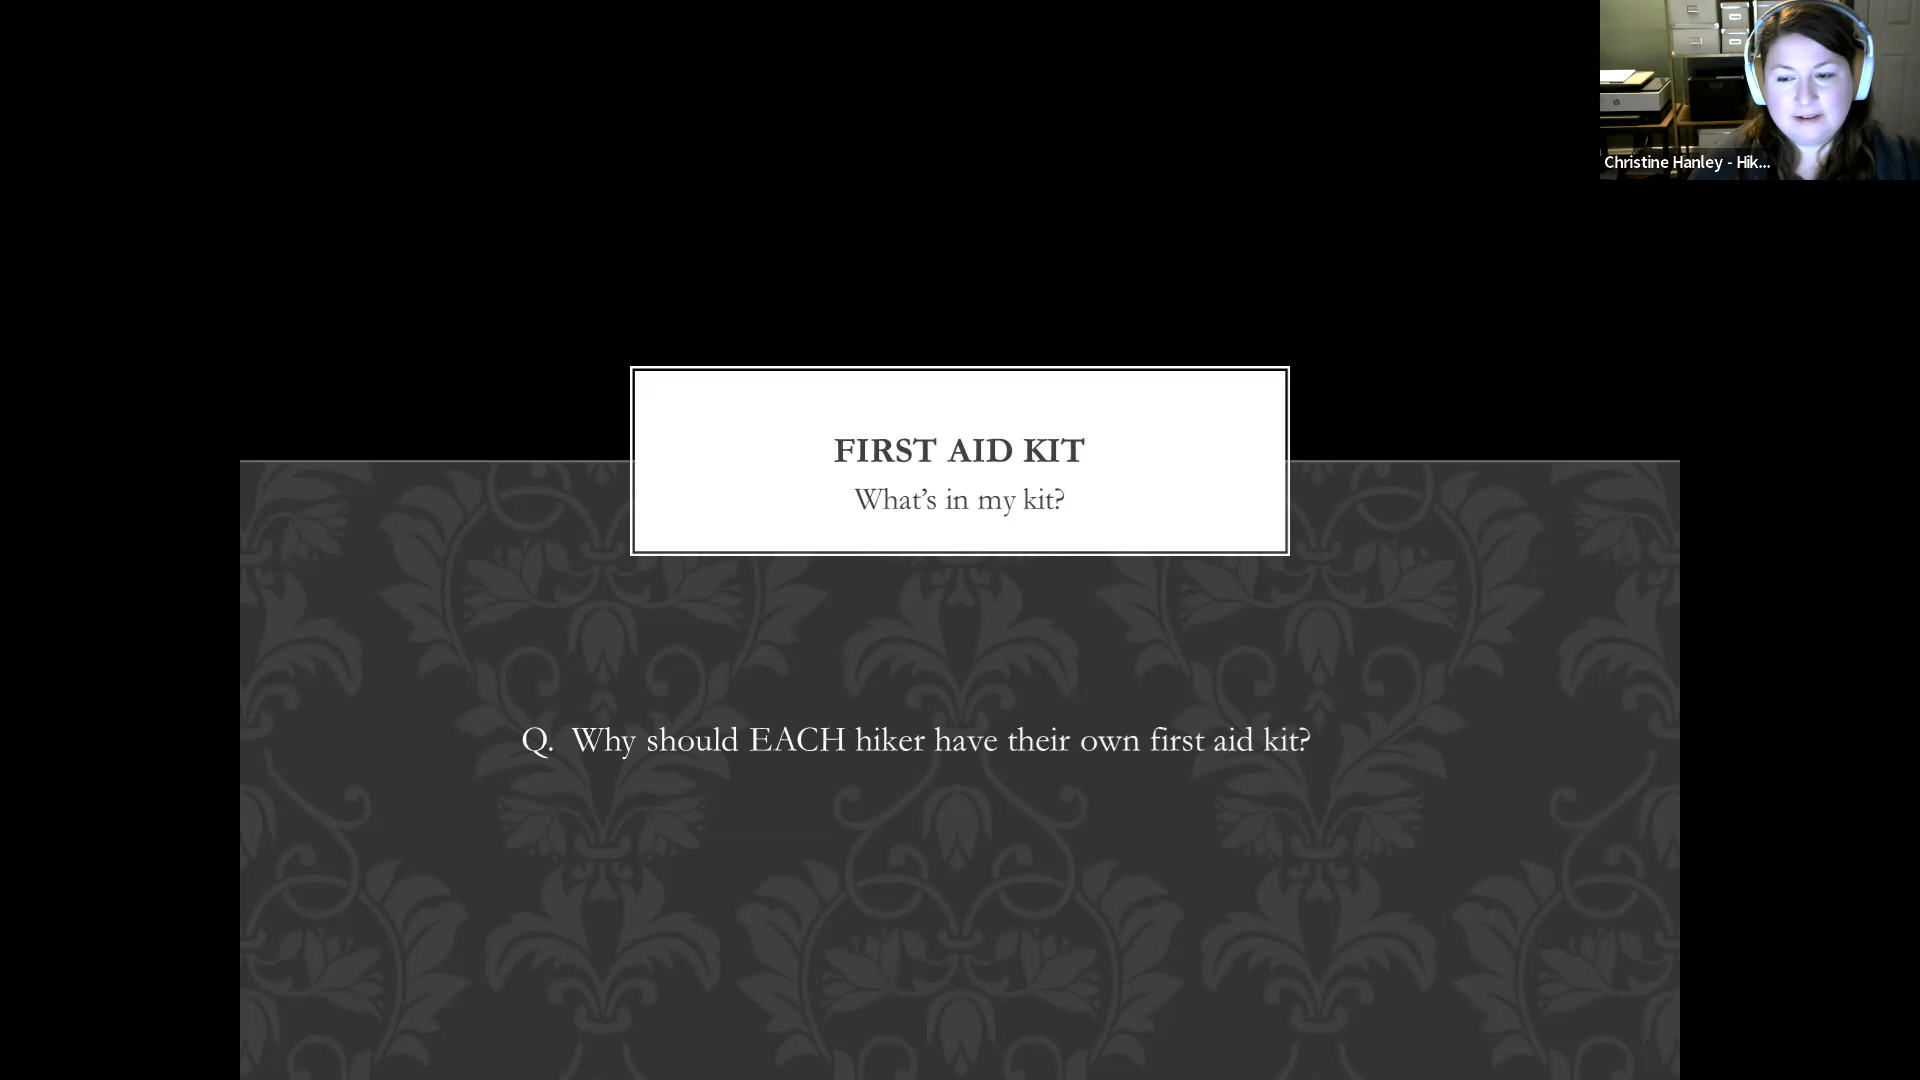 Christine Hanley - Hik...
FIRST AID KIT
What's in my kit?
Q. Why should EACH hiker have their own first aid kit?